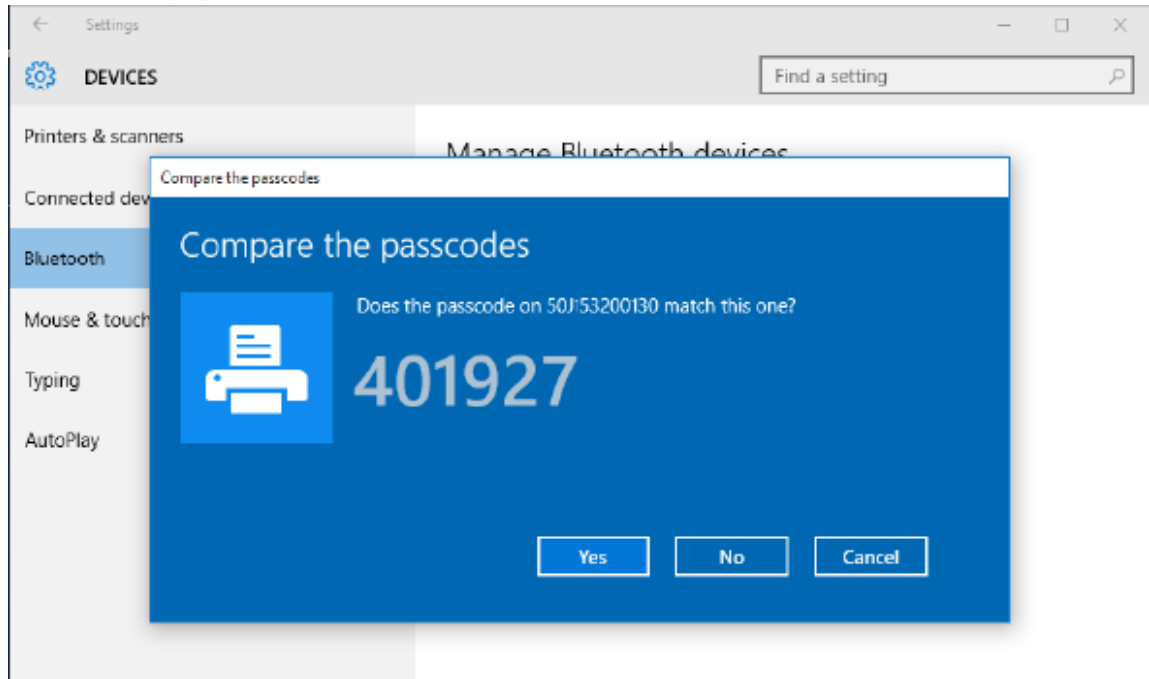 Settings
DEVICES
Find a setting
Printers & scanners
Manage Bluetooth devices
Compare the passcodes
Connected dev
Compare the passcodes
Bluetooth
Does the passcode on 50J153200130 match this one?
Mouse & touch
401927
Typing
AutoPlay
Yes No Cancel